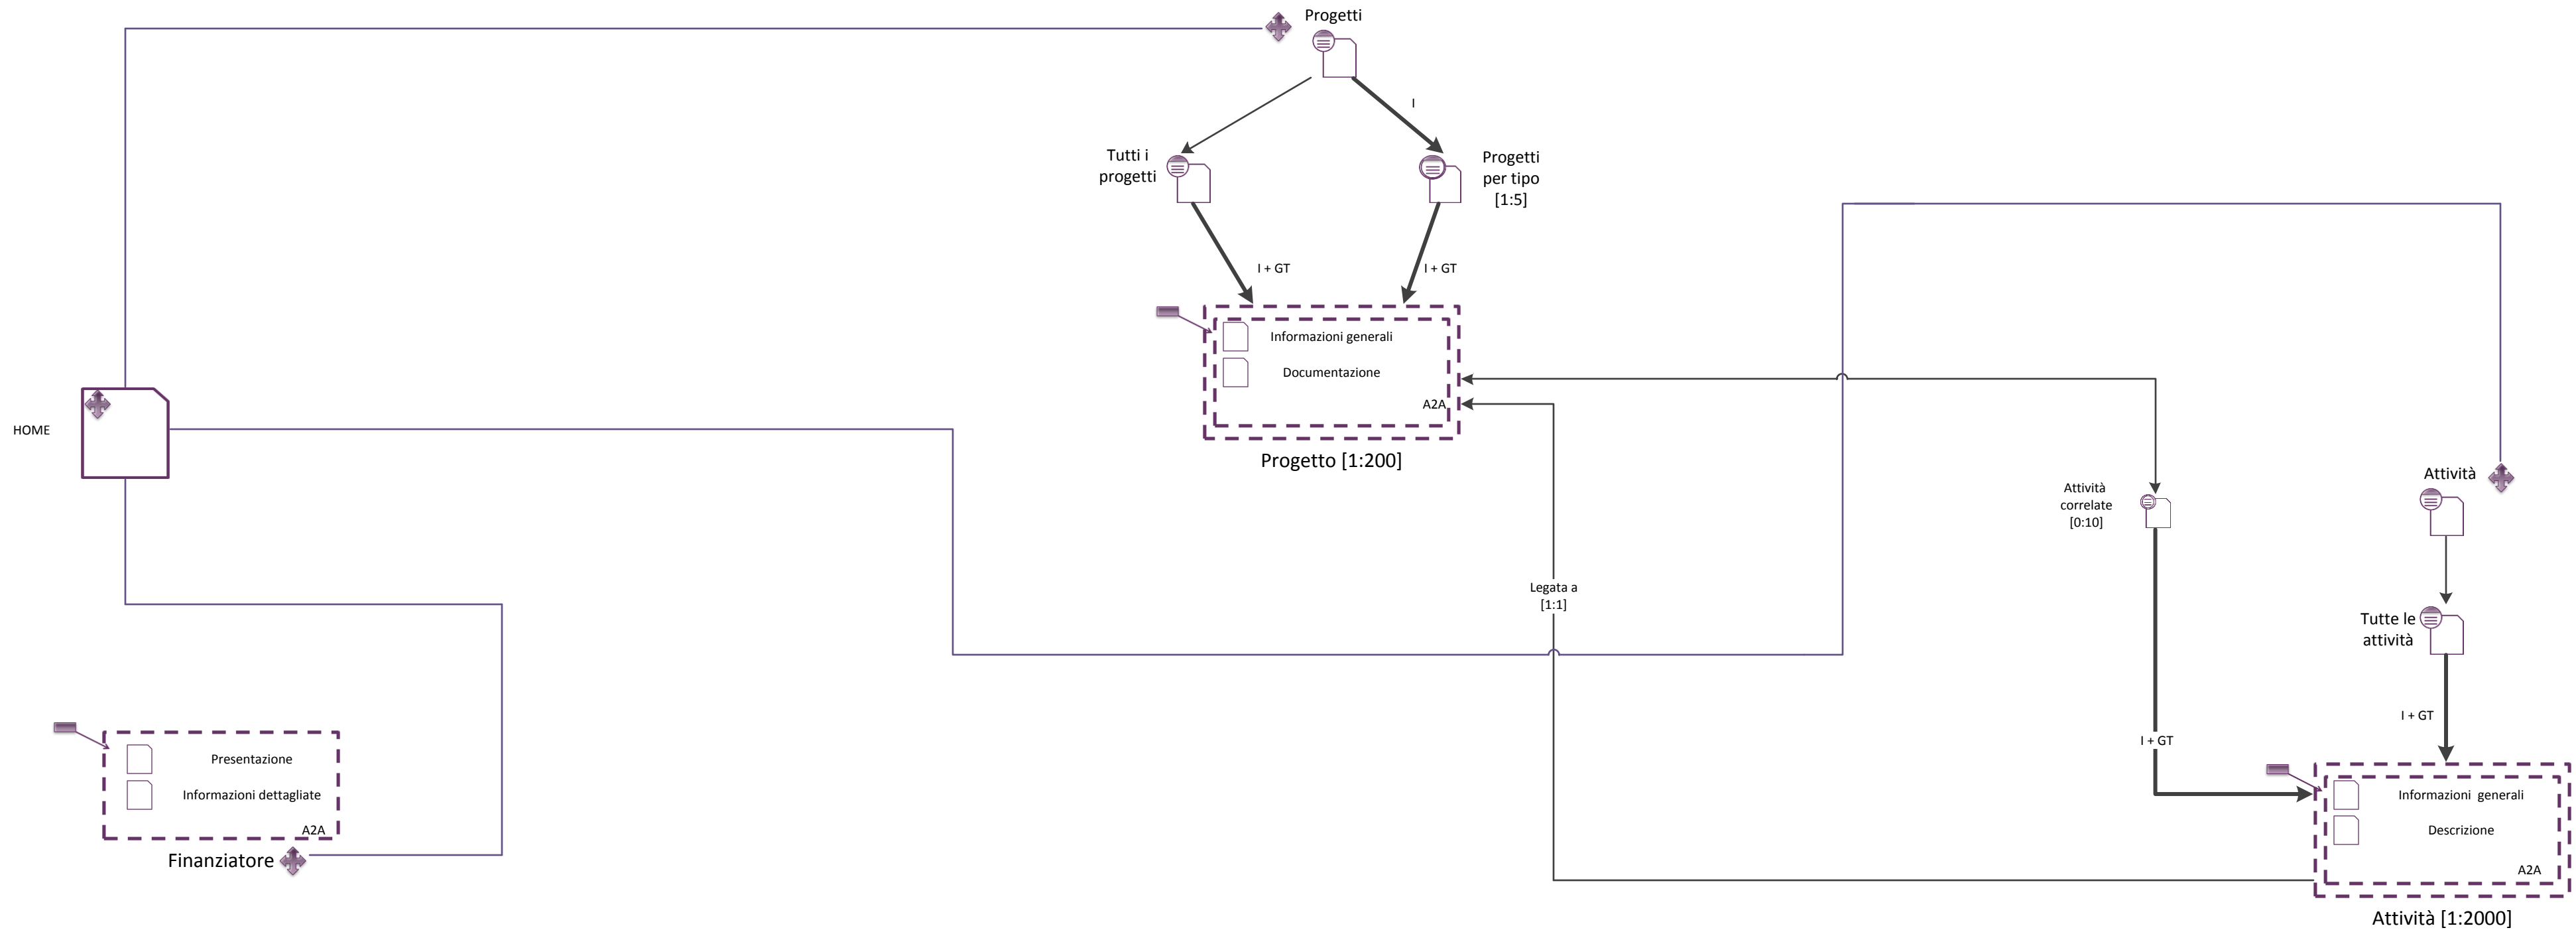 Progetti
I
Tutti i
progetti
Progetti
per tipo
[1:5]
I + GT
I + GT
Informazioni generali
Documentazione
A2A
Progetto [1:200]
HOME
Attività
Attività
correlate
[0:10]
Legata a
[1:1]
Tutte le
attività
I + GT
I + GT
Presentazione
Informazioni dettagliate
A2A
Finanziatore
Informazioni  generali
Descrizione
A2A
Attività [1:2000]